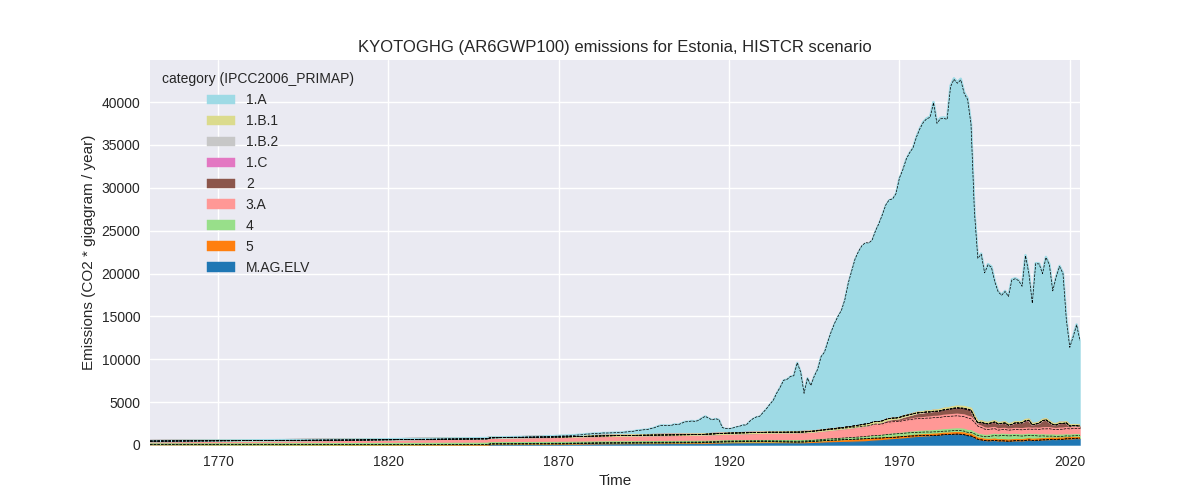 KYOTOGHG (AR6GWP100) emissions for Estonia, HISTCR scenario
category (IPCC2006_PRIMAP)
1.A
1.B.1
1.B.2
1.C
2
3.A
4
5
M.AG.ELV
Emissions (CO2 * gigagram / year)
40000
35000
30000
25000
20000
15000
10000
5000
0
1770
1820
1870
1920
1970
2020
Time